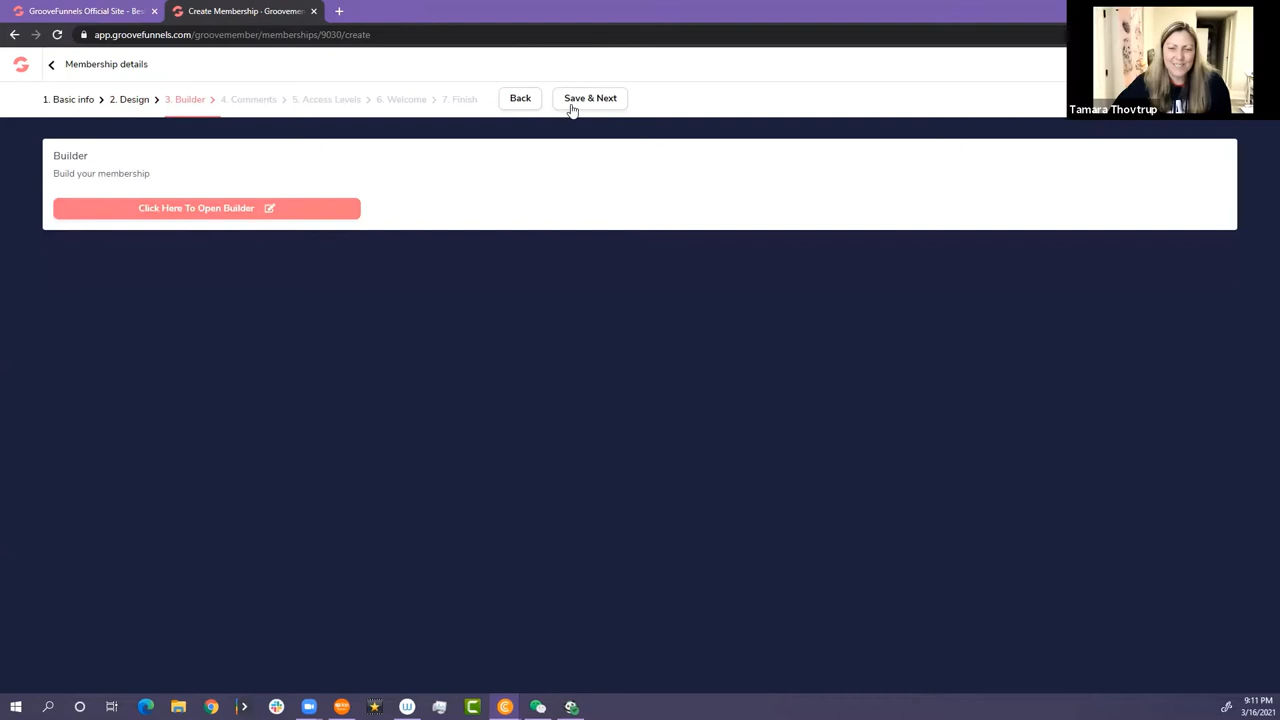 GrooveFunnels Official Site - Bes
Create Membership · Groovemem
app.groovefunnels.com/groovemember/memberships/9030/create
Membership details
1. Basic info
2. Design
3. Builder
4. Comments
5. Access Levels
6. Welcome
7. Finish
Back
Save & Next
Tamara Thovtrup
Builder
Build your membership
Click Here To Open Builder
9:11 PM
3/16/2021